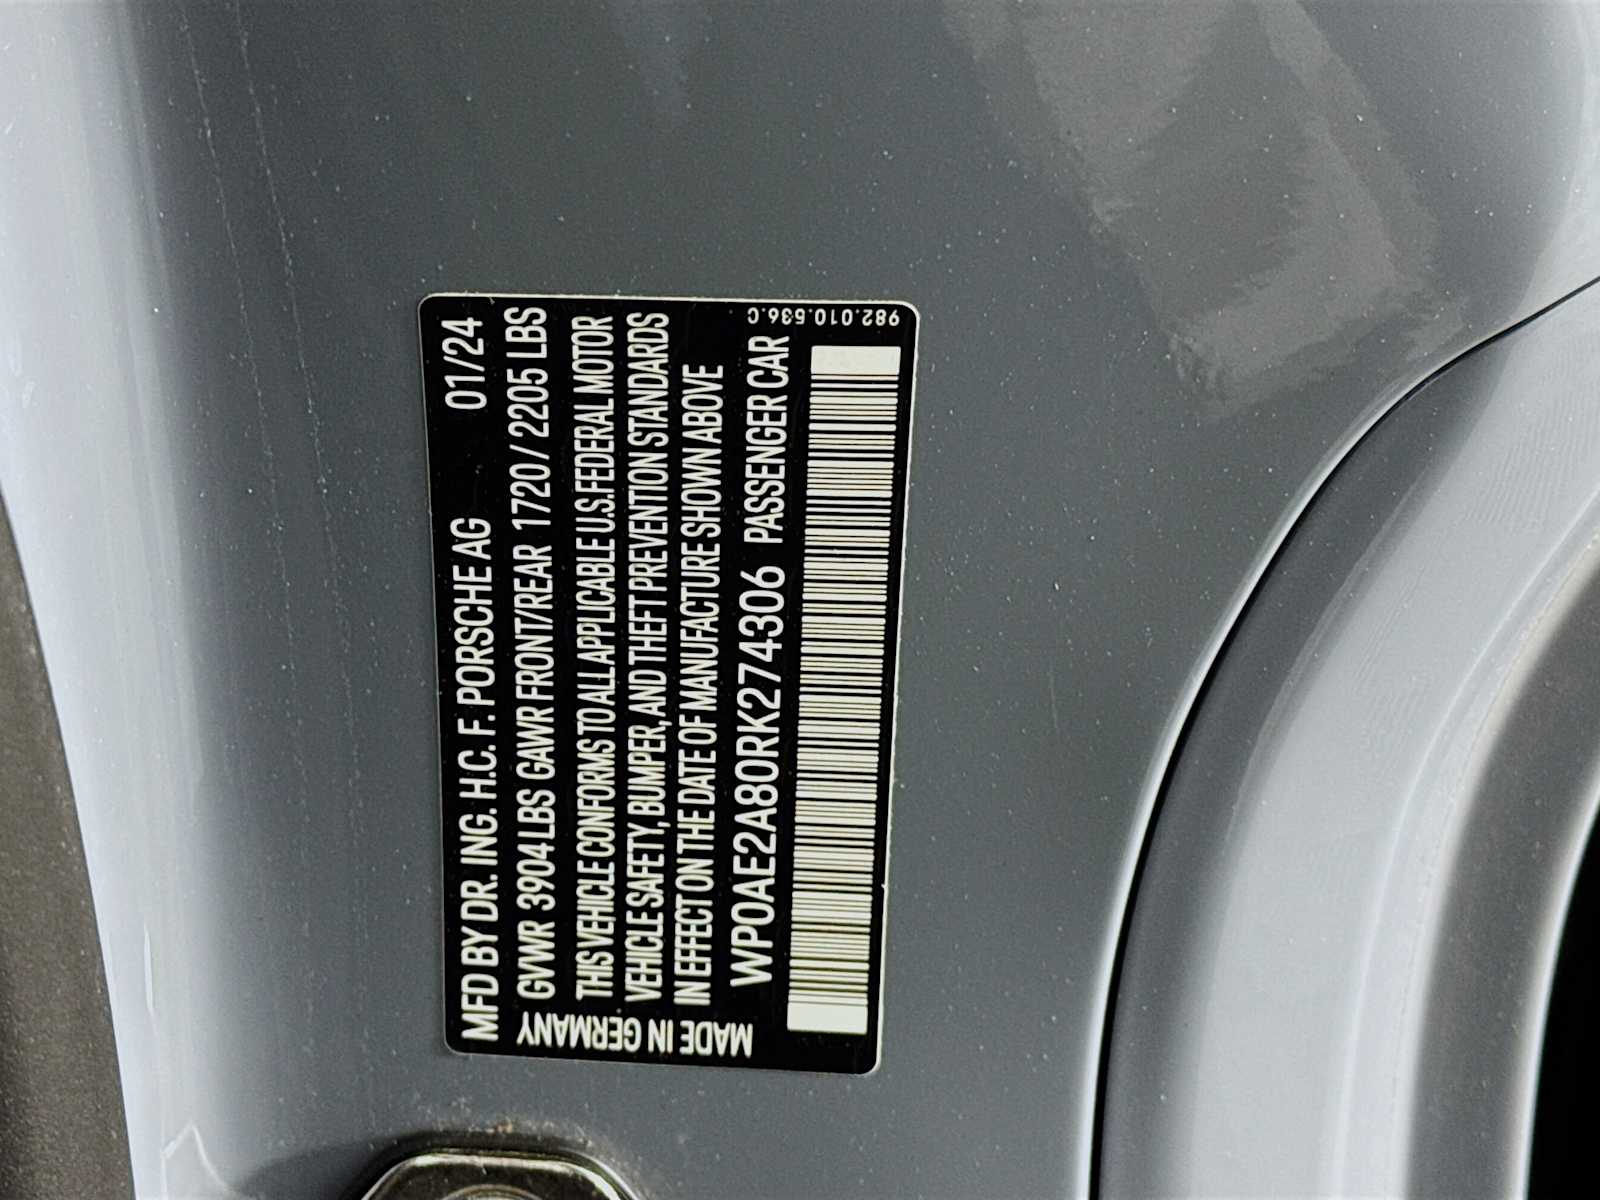 MFD BY DR. ING. H.C. F. PORSCHE AG 01/24
GVWR 3904 LBS GAWR FRONT/REAR 1720 / 2205 LBS
THIS VEHICLE CONFORMS TO ALL APPLICABLE U.S. FEDERAL MOTOR
VEHICLE SAFETY, BUMPER, AND THEFT PREVENTION STANDARDS
IN EFFECT ON THE DATE OF MANUFACTURE SHOWN ABOVE
WP0AE2A80RK274306 PASSENGER CAR
MADE IN GERMANY
982.010.536.C